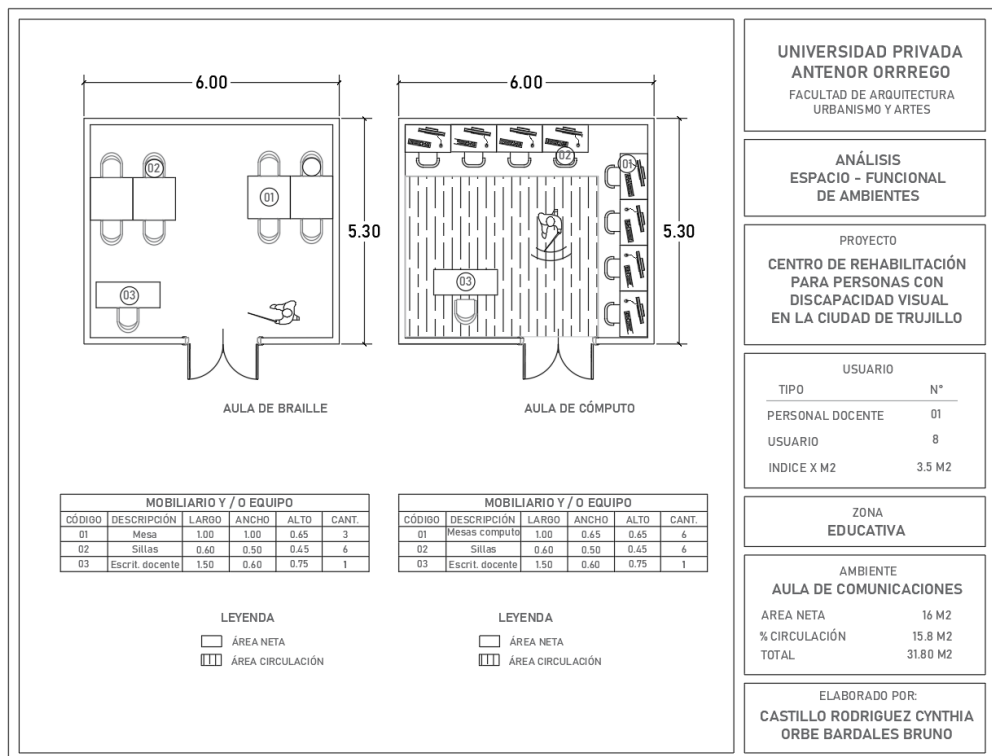 6.00
6.00
02
01
5.30
03
02
01
5.30
03
AULA DE BRAILLE
AULA DE CÓMPUTO
MOBILIARIO Y / O EQUIPO
CÓDIGO DESCRIPCIÓN LARGO ANCHO ALTO CANT.
01 Mesa 1.00 1.00 0.65 3
02 Sillas 0.60 0.50 0.45 6
03 Escrit. docente 1.50 0.60 0.75 1
MOBILIARIO Y / O EQUIPO
CÓDIGO DESCRIPCIÓN LARGO ANCHO ALTO CANT.
01 Mesas computo 1.00 0.65 0.65 6
02 Sillas 0.60 0.50 0.45 6
03 Escrit. docente 1.50 0.60 0.75 1
LEYENDA
ÁREA NETA
ÁREA CIRCULACIÓN
LEYENDA
ÁREA NETA
ÁREA CIRCULACIÓN
UNIVERSIDAD PRIVADA
ANTENOR ORRREGO
FACULTAD DE ARQUITECTURA
URBANISMO Y ARTES
ANÁLISIS
ESPACIO - FUNCIONAL
DE AMBIENTES
PROYECTO
CENTRO DE REHABILITACIÓN
PARA PERSONAS CON
DISCAPACIDAD VISUAL
EN LA CIUDAD DE TRUJILLO
USUARIO
TIPO N°
PERSONAL DOCENTE 01
USUARIO 8
INDICE X M2 3.5 M2
ZONA
EDUCATIVA
AMBIENTE
AULA DE COMUNICACIONES
AREA NETA 16 M2
% CIRCULACIÓN 15.8 M2
TOTAL 31.80 M2
ELABORADO POR:
CASTILLO RODRIGUEZ CYNTHIA
ORBE BARDALES BRUNO